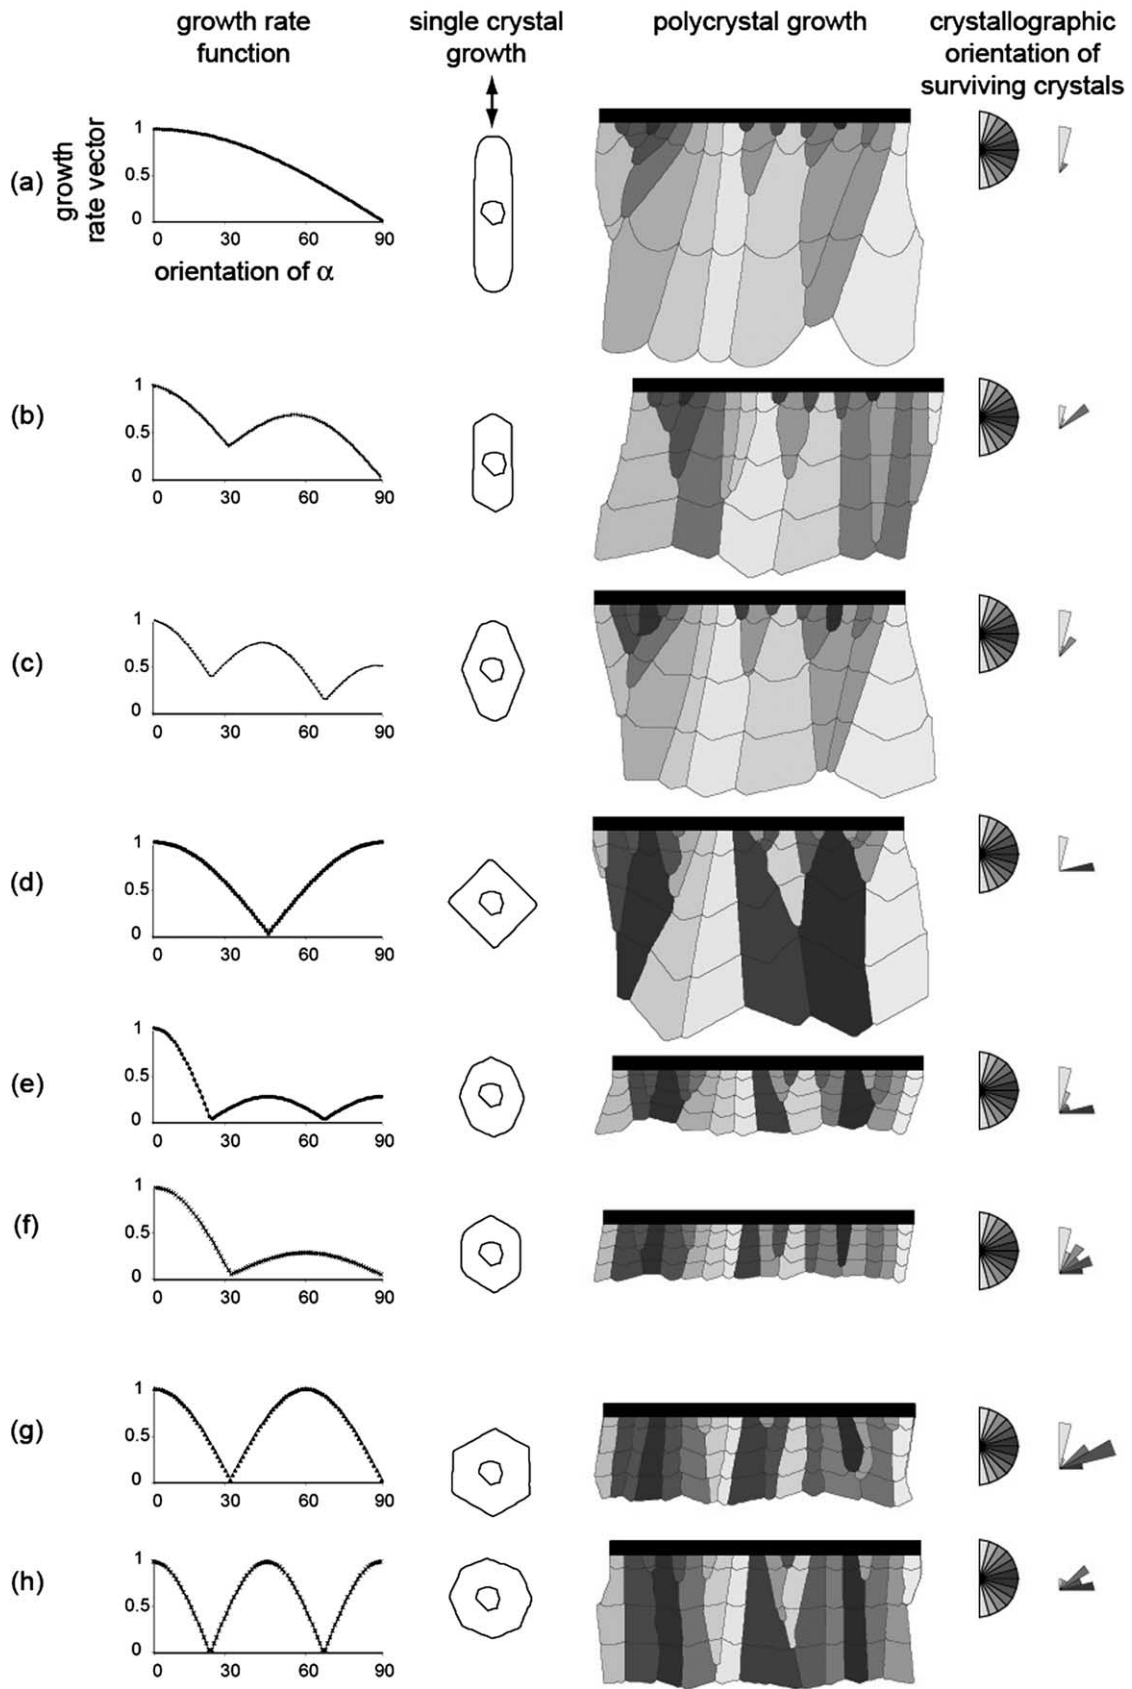 growth rate
function
single crystal
growth
polycrystal growth
crystallographic
orientation of
surviving crystals
(a)
growth
rate vector
1
0.5
0
0 30 60 90
orientation of α
(b)
1
0.5
0
0 30 60 90
(c)
1
0.5
0
0 30 60 90
(d)
1
0.5
0
0 30 60 90
(e)
1
0.5
0
0 30 60 90
(f)
1
0.5
0
0 30 60 90
(g)
1
0.5
0
0 30 60 90
(h)
1
0.5
0
0 30 60 90